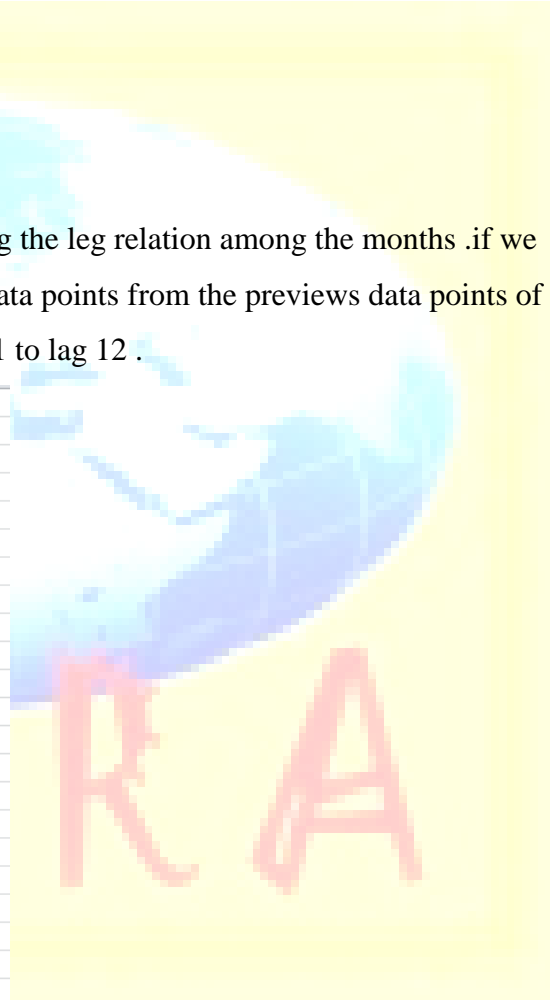 g the leg relation among the months .if we
ata points from the previews data points of
to lag 12 .
R A